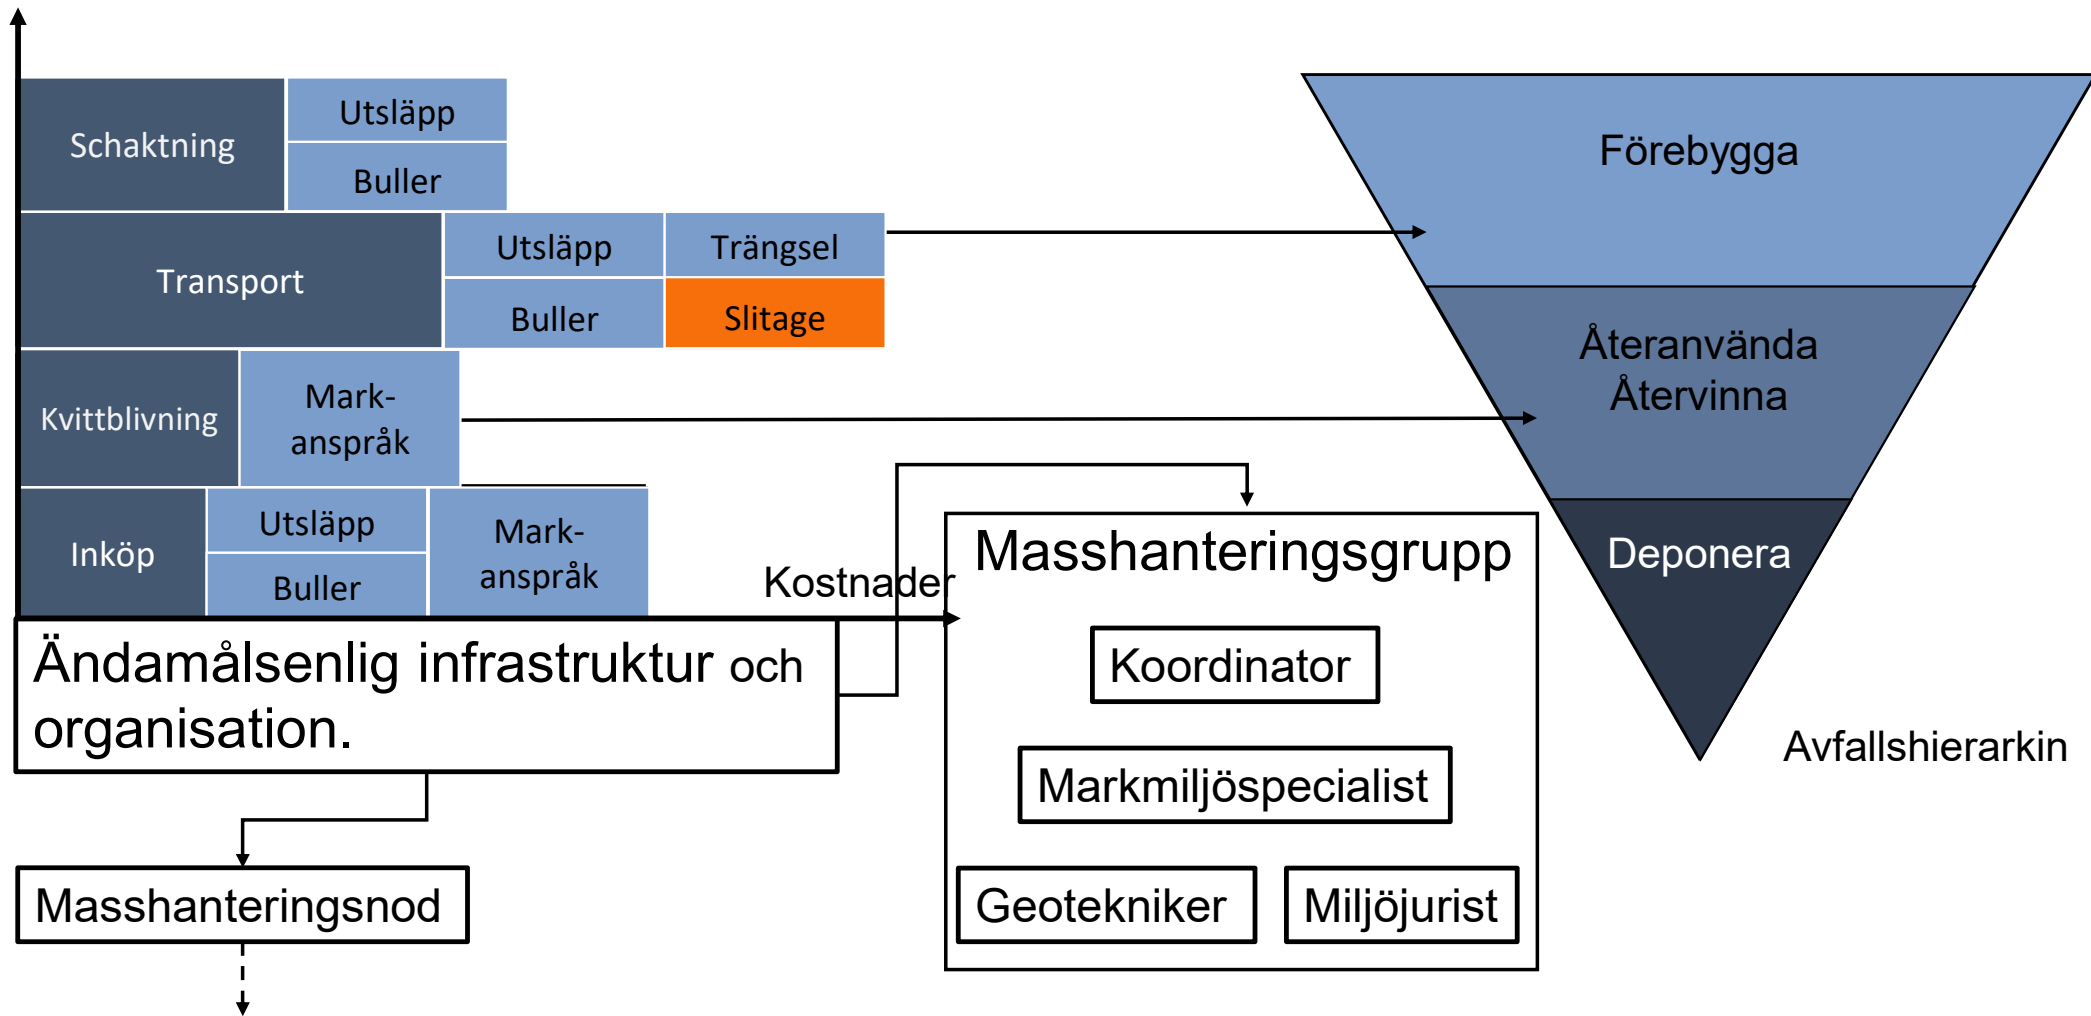 Schaktning
Utsläpp
Buller
Transport
Utsläpp
Trängsel
Buller
Slitage
Kvittblivning
Mark-
anspråk
Inköp
Utsläpp
Buller
Mark-
anspråk
Kostnader
Ändamålsenlig infrastruktur och
organisation.
Masshanteringsnod
Masshanteringsgrupp
Koordinator
Markmiljöspecialist
Geotekniker
Miljöjurist
Förebygga
Återanvända
Återvinna
Deponera
Avfallshierarkin